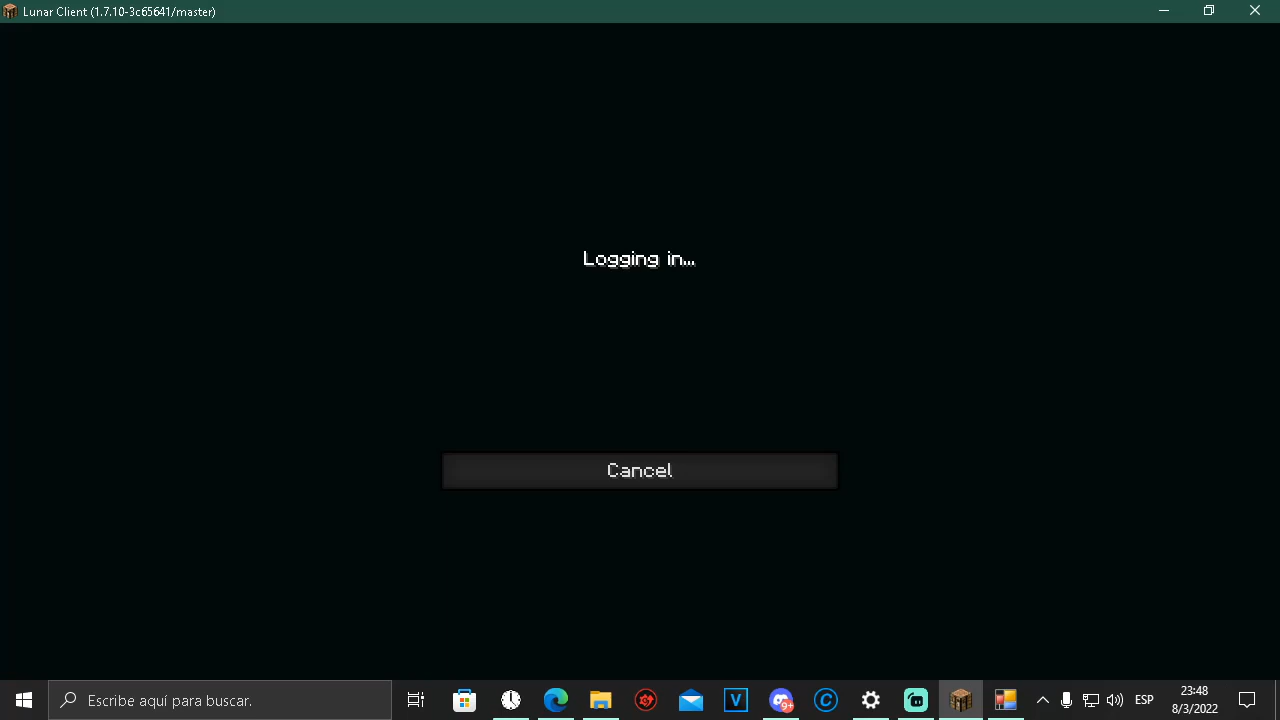 Lunar Client (1.7.10-3c65641/master)
Logging in...
Cancel
Escribe aquí para buscar.
V
9+
C
ESP
23:48
8/3/2022